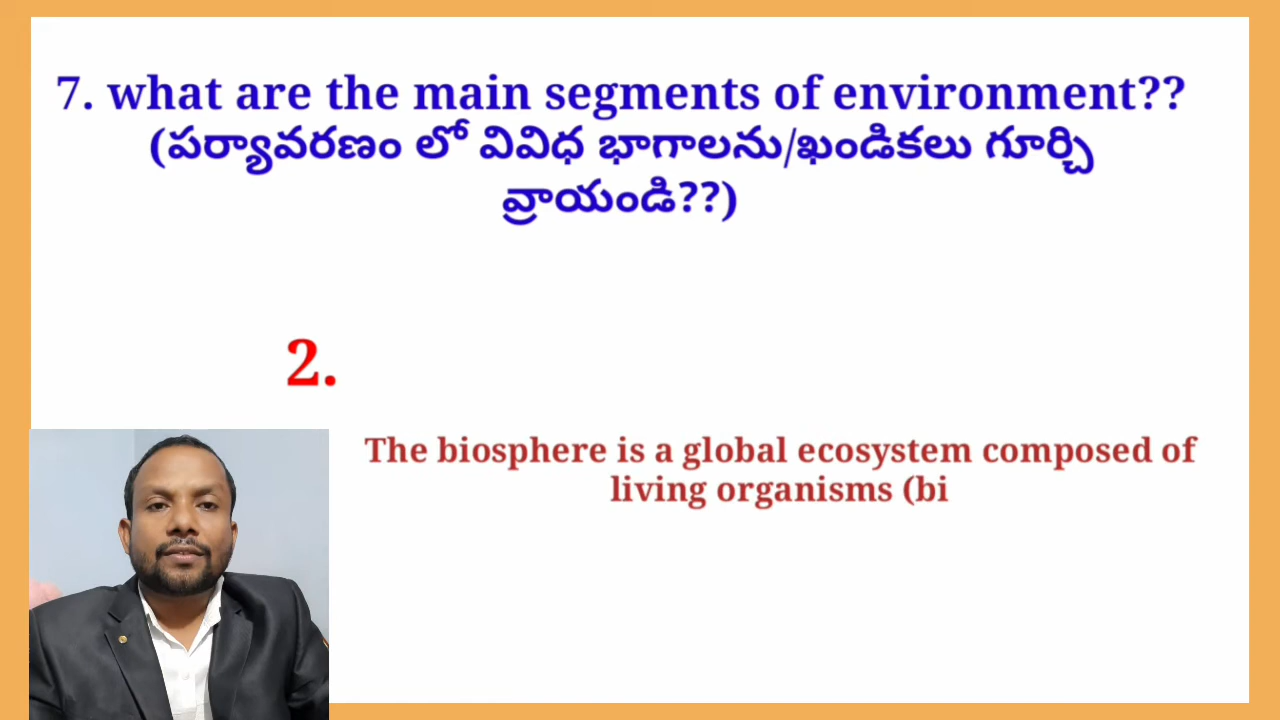 7. what are the main segments of environment??
(పర్యావరణం లో వివిధ భాగాలను/ఖండికలు గూర్చి
వ్రాయండి??)
2.
The biosphere is a global ecosystem composed of
living organisms (bi